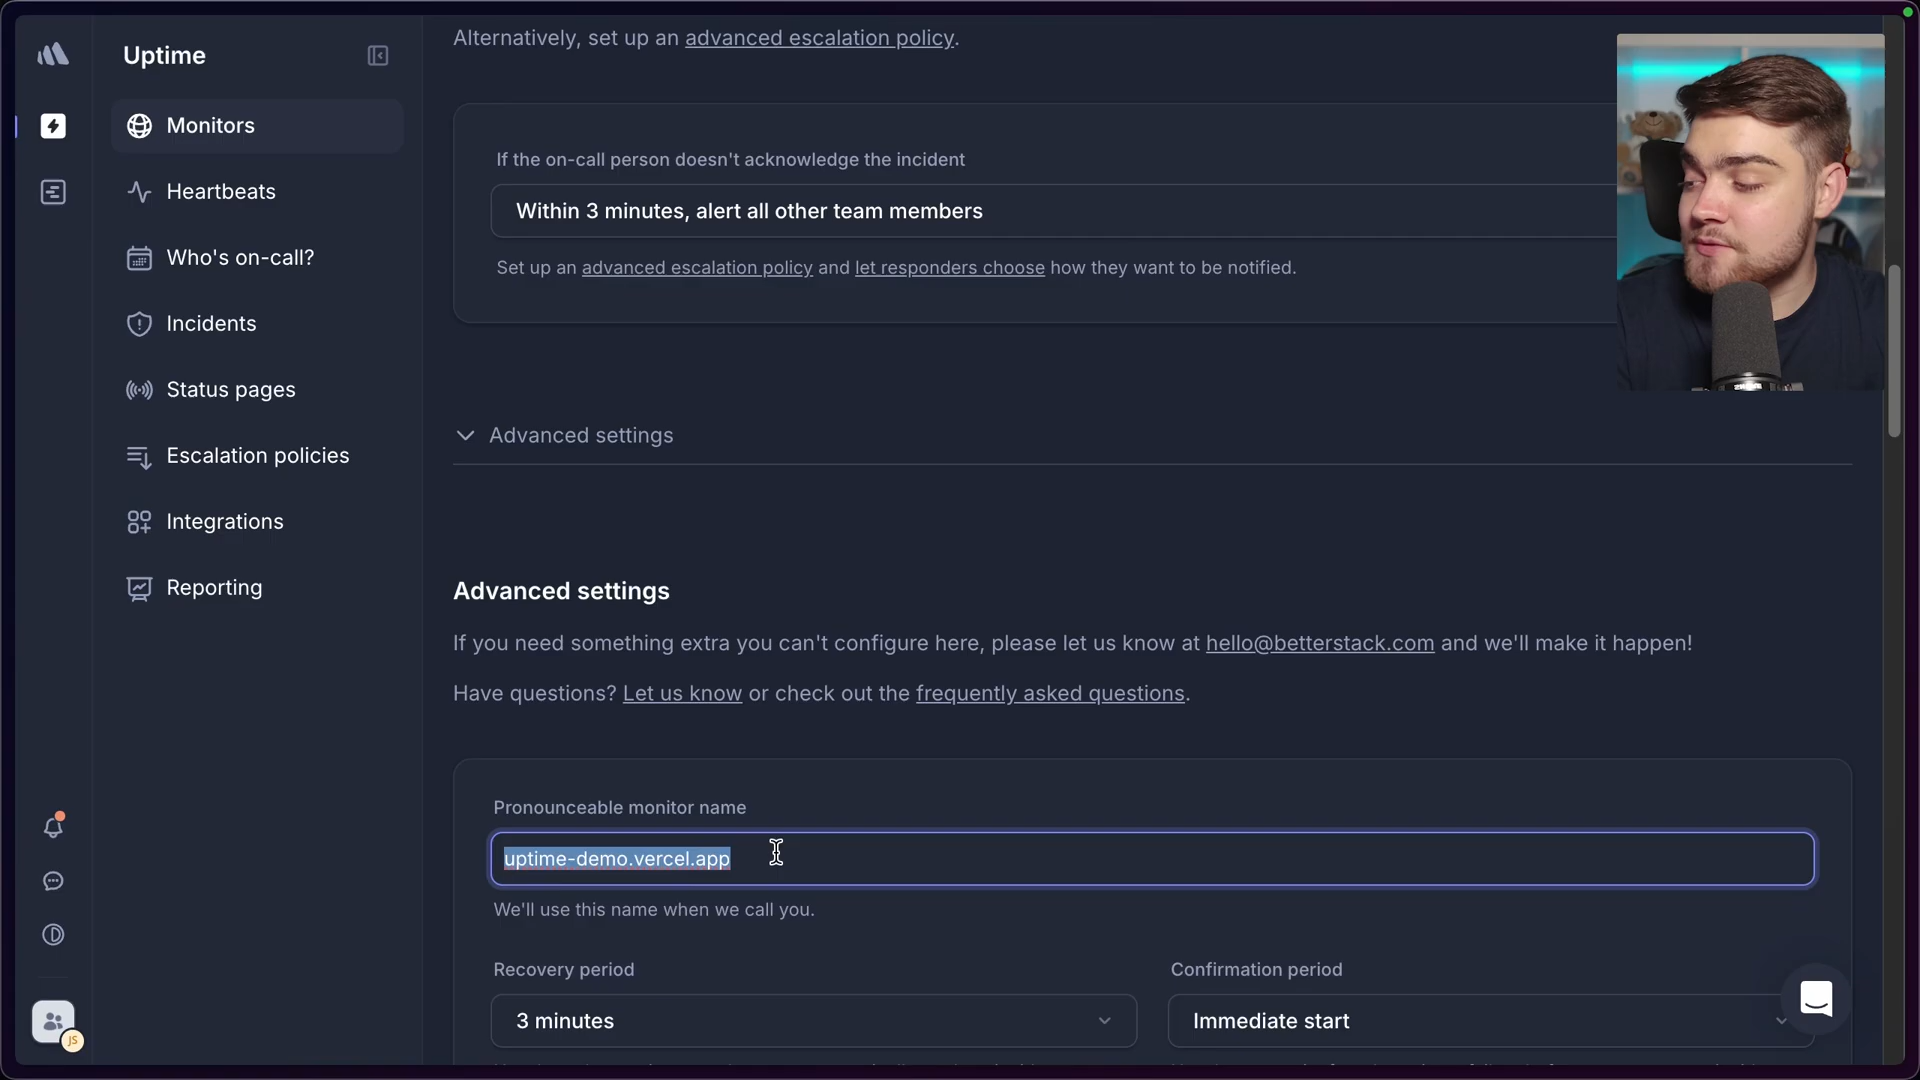 Uptime
Monitors
Heartbeats
Who's on-call?
Incidents
Status pages
Escalation policies
Integrations
Reporting
JS
Alternatively, set up an advanced escalation policy.
If the on-call person doesn't acknowledge the incident
Within 3 minutes, alert all other team members
Set up an advanced escalation policy and let responders choose how they want to be notified.
Advanced settings
Advanced settings
If you need something extra you can't configure here, please let us know at hello@betterstack.com and we'll make it happen!
Have questions? Let us know or check out the frequently asked questions.
Pronounceable monitor name
uptime-demo.vercel.app
We'll use this name when we call you.
Recovery period
Confirmation period
3 minutes
Immediate start